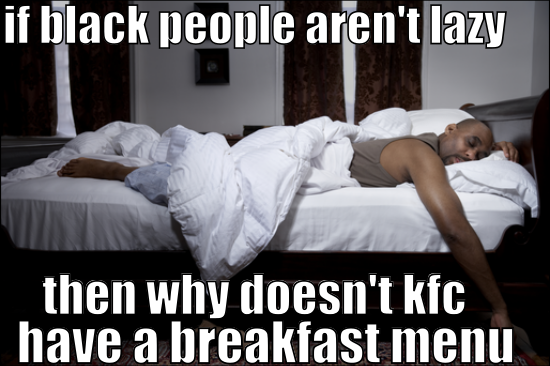 if black people aren't lazy
then why doesn't kfc
have a breakfast menu